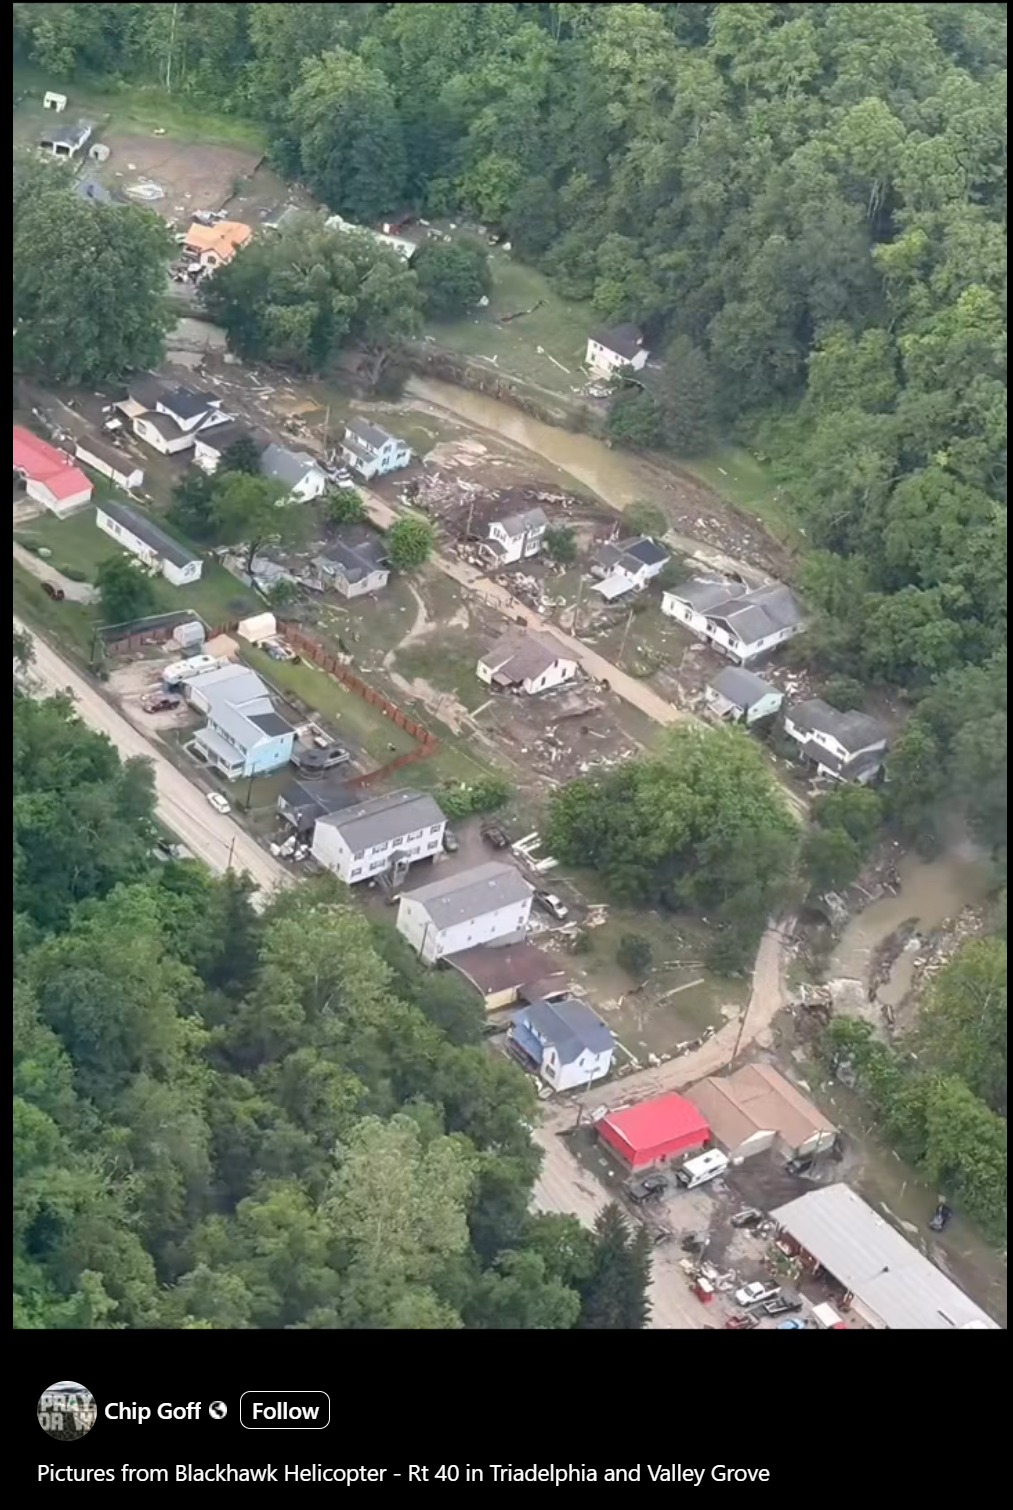 Chip Goff
Follow
Pictures from Blackhawk Helicopter - Rt 40 in Triadelphia and Valley Grove